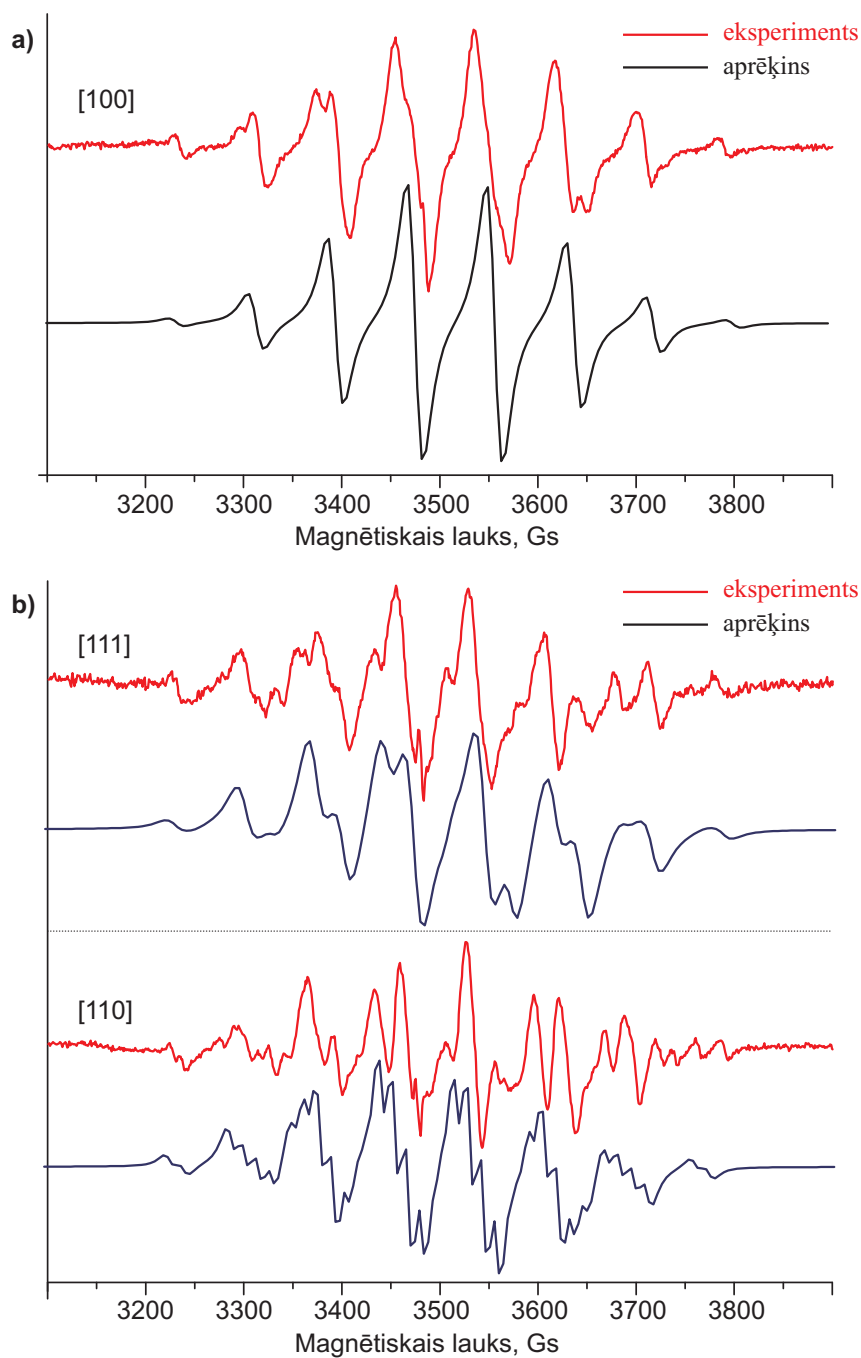 a)
eksperiments
aprēķins
[100]
3200 3300 3400 3500 3600 3700 3800
Magnētiskais lauks, Gs
b)
eksperiments
aprēķins
[111]
[110]
3200 3300 3400 3500 3600 3700 3800
Magnētiskais lauks, Gs